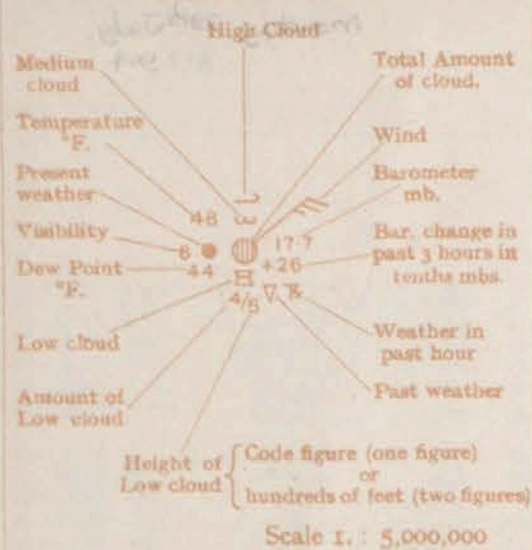 High Cloud
Medium
cloud
Total Amount
of cloud.
Temperature
°F.
Wind
Present
weather
Barometer
mb.
Visibility
Bar. change in
past 3 hours in
tenths mbs.
Dew Point
°F.
48
6
17.7
44
+26
4/5
Low cloud
Weather in
past hour
Amount of
Low cloud
Past weather
Height of
Low cloud
Code figure (one figure)
or
hundreds of feet (two figures)
Scale 1. : 5,000,000